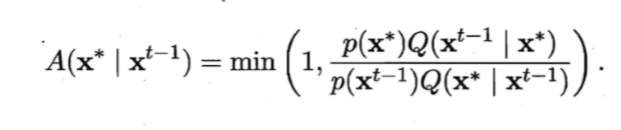 A(x* | x^{t−1}) = min (1, p(x*)Q(x^{t−1} | x*) / p(x^{t−1})Q(x* | x^{t−1})) .